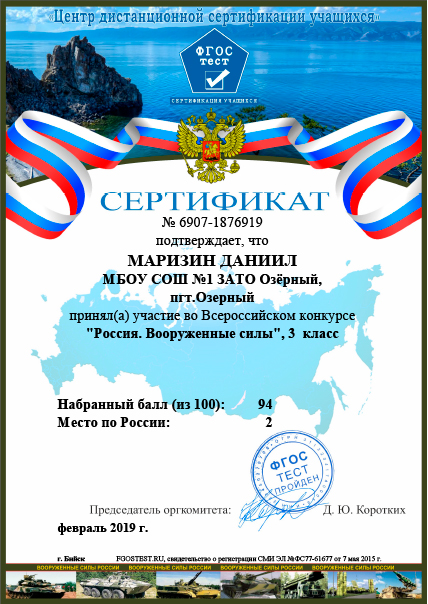 «Центр дистанционной сертификации учащихся»
ФГОС
тест
СЕРТИФИКАЦИЯ УЧАЩИХСЯ
СЕРТИФИКАТ
№ 6907-1876919
подтверждает, что
МАРИЗИН ДАНИИЛ
МБОУ СОШ №1 ЗАТО Озёрный,
пгт.Озерный
принял(а) участие во Всероссийском конкурсе
"Россия. Вооруженные силы", 3 класс
Набранный балл (из 100): 94
Место по России: 2
ФГОС
ТЕСТ
ПРОЙДЕН
Председатель оргкомитета: Д. Ю. Коротких
февраль 2019 г.
г. Бийск FGOSTEST.RU, свидетельство о регистрации СМИ ЭЛ №ФС77-61677 от 7 мая 2015 г.
ВООРУЖЕННЫЕ СИЛЫ РОССИИ ВООРУЖЕННЫЕ СИЛЫ РОССИИ ВООРУЖЕННЫЕ СИЛЫ РОССИИ ВООРУЖЕННЫЕ СИЛЫ РОССИИ